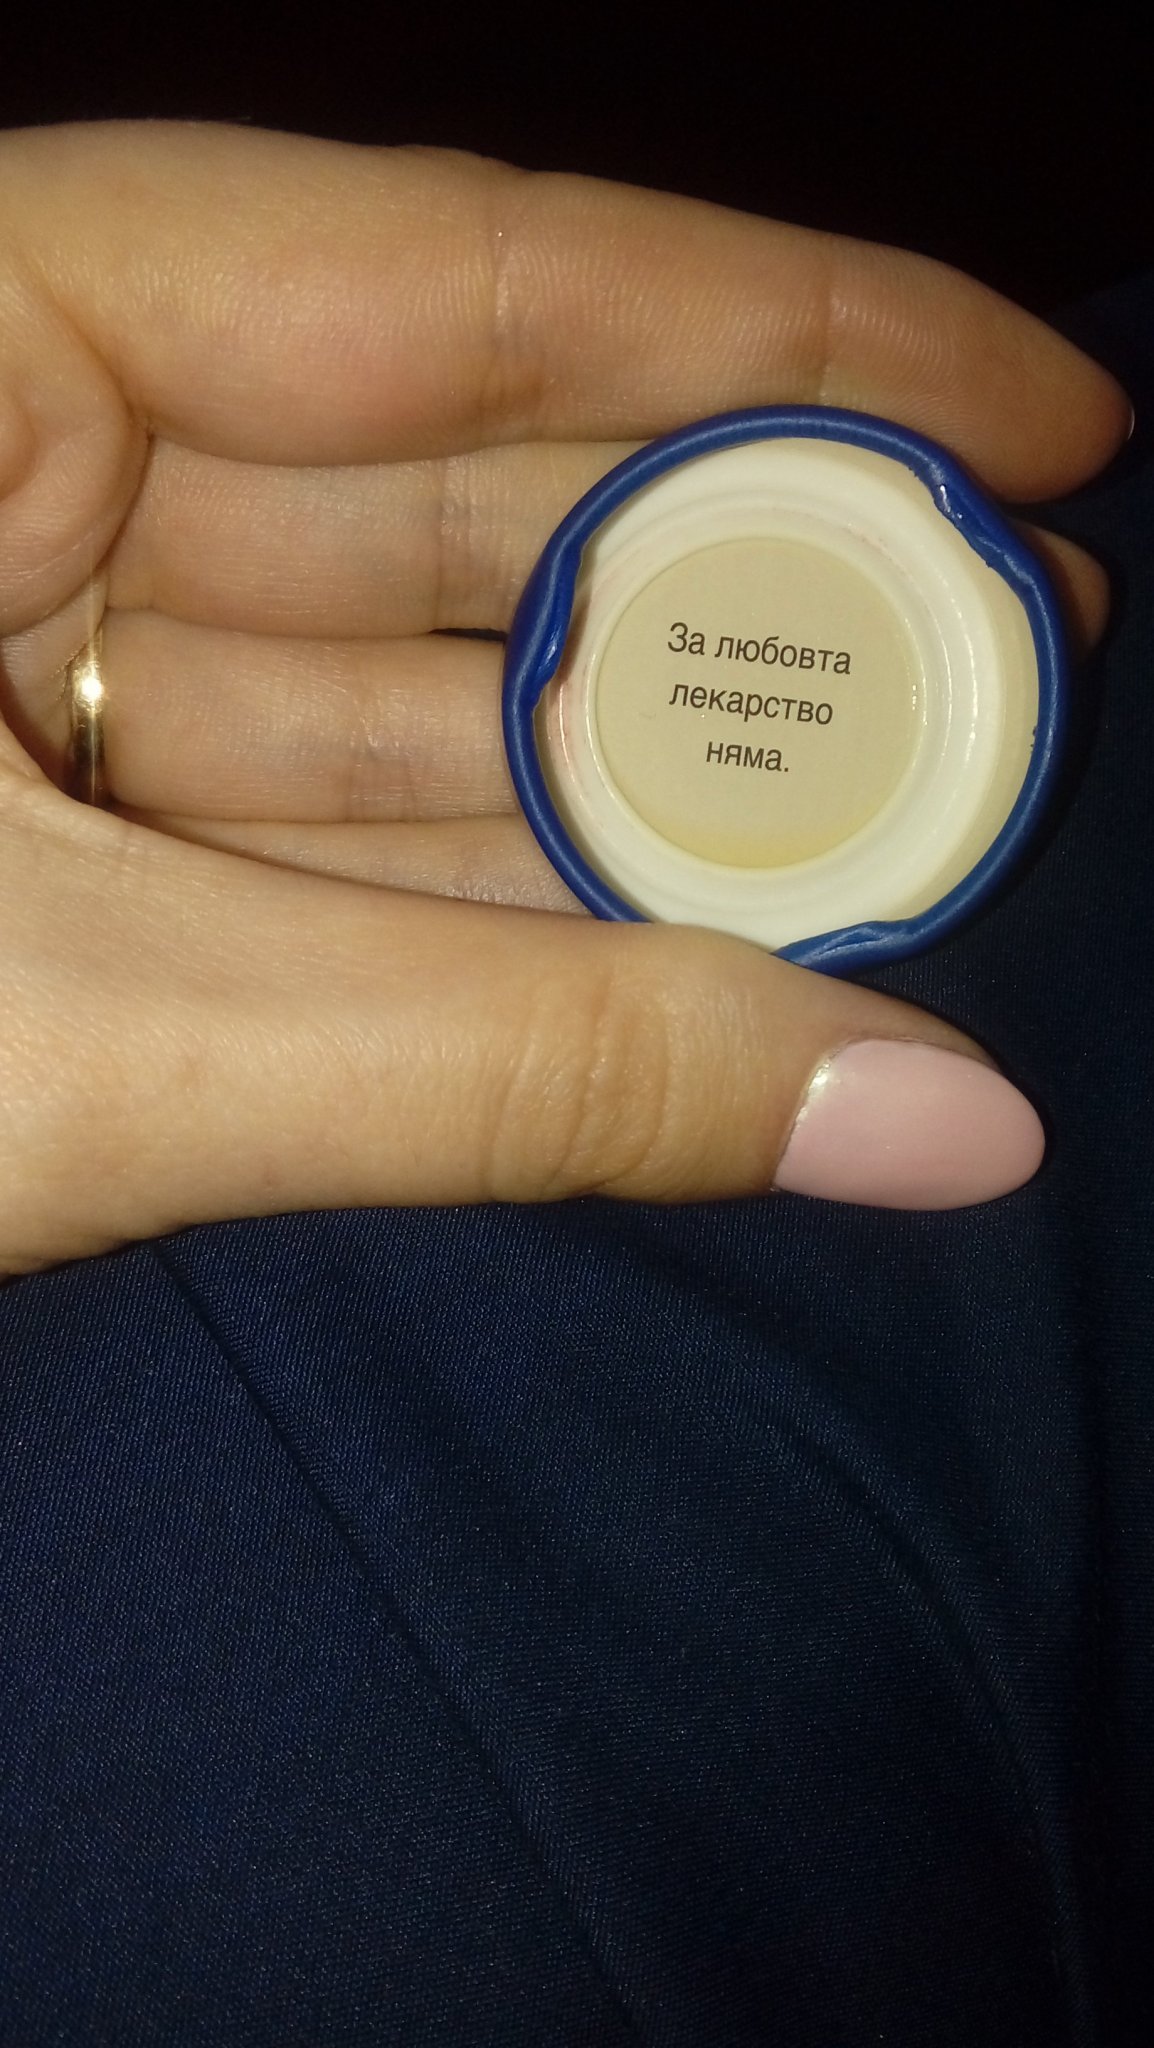 За любовта
лекарство
няма.